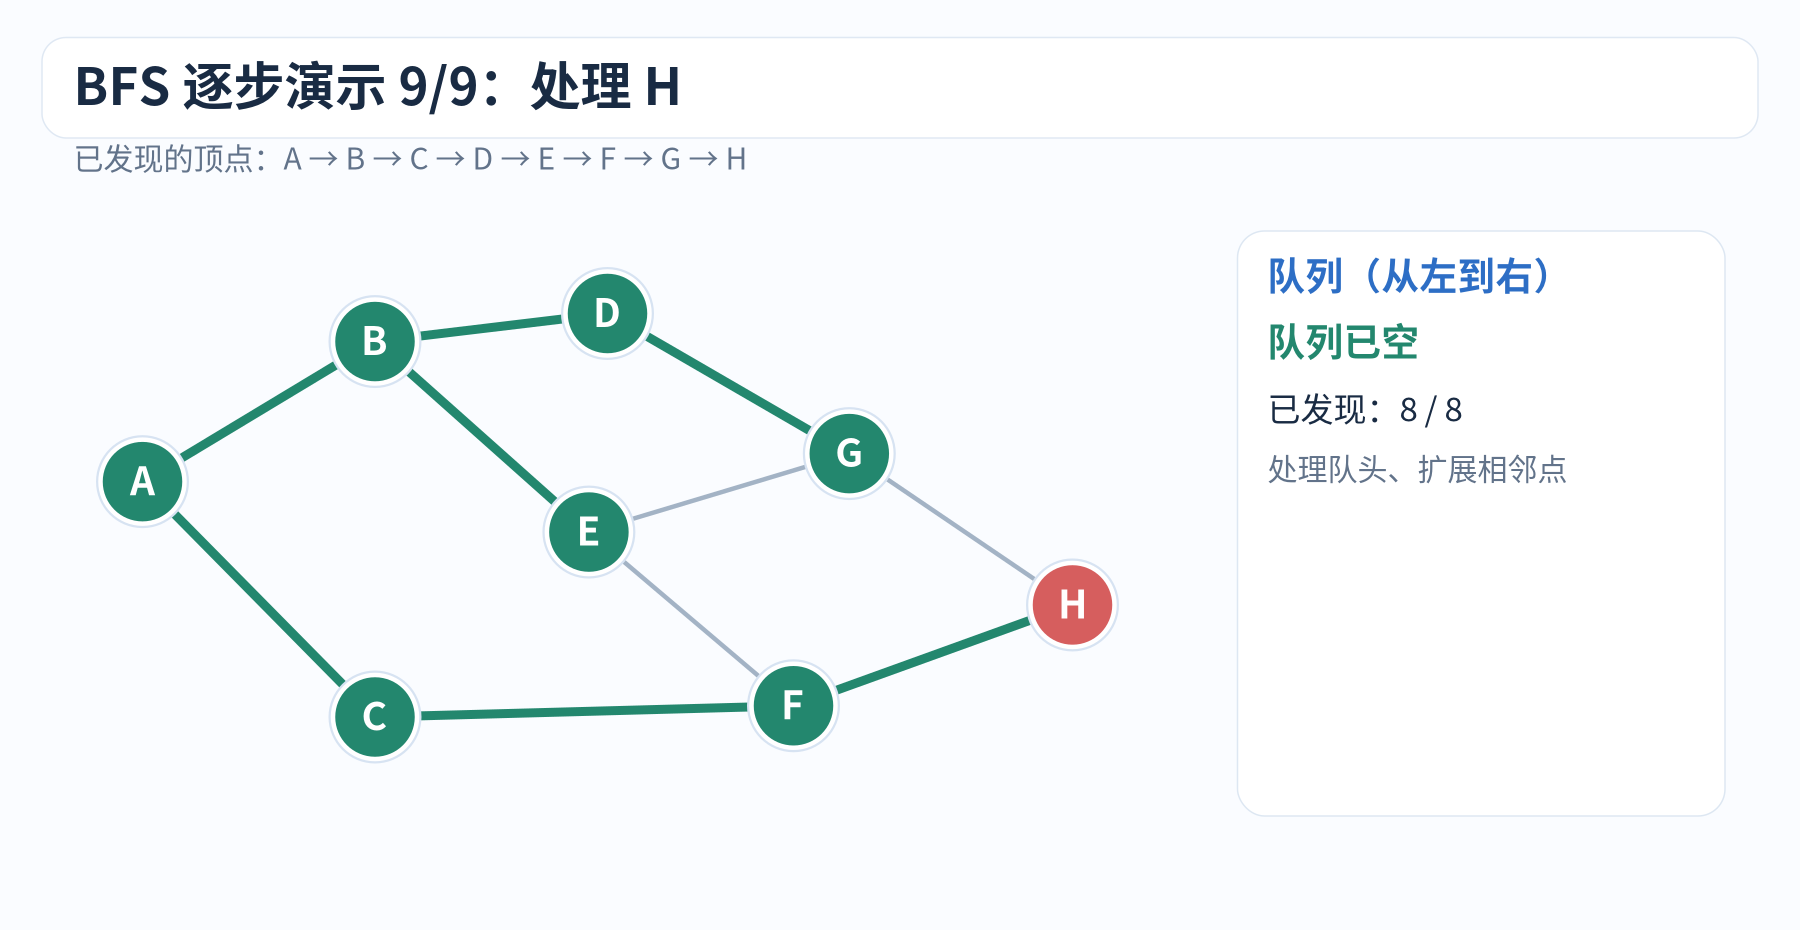 BFS 逐步演示 9/9：处理 H
已发现的顶点：A → B → C → D → E → F → G → H
队列（从左到右）
队列已空
已发现：8 / 8
处理队头、扩展相邻点
D
B
G
A
E
H
F
C